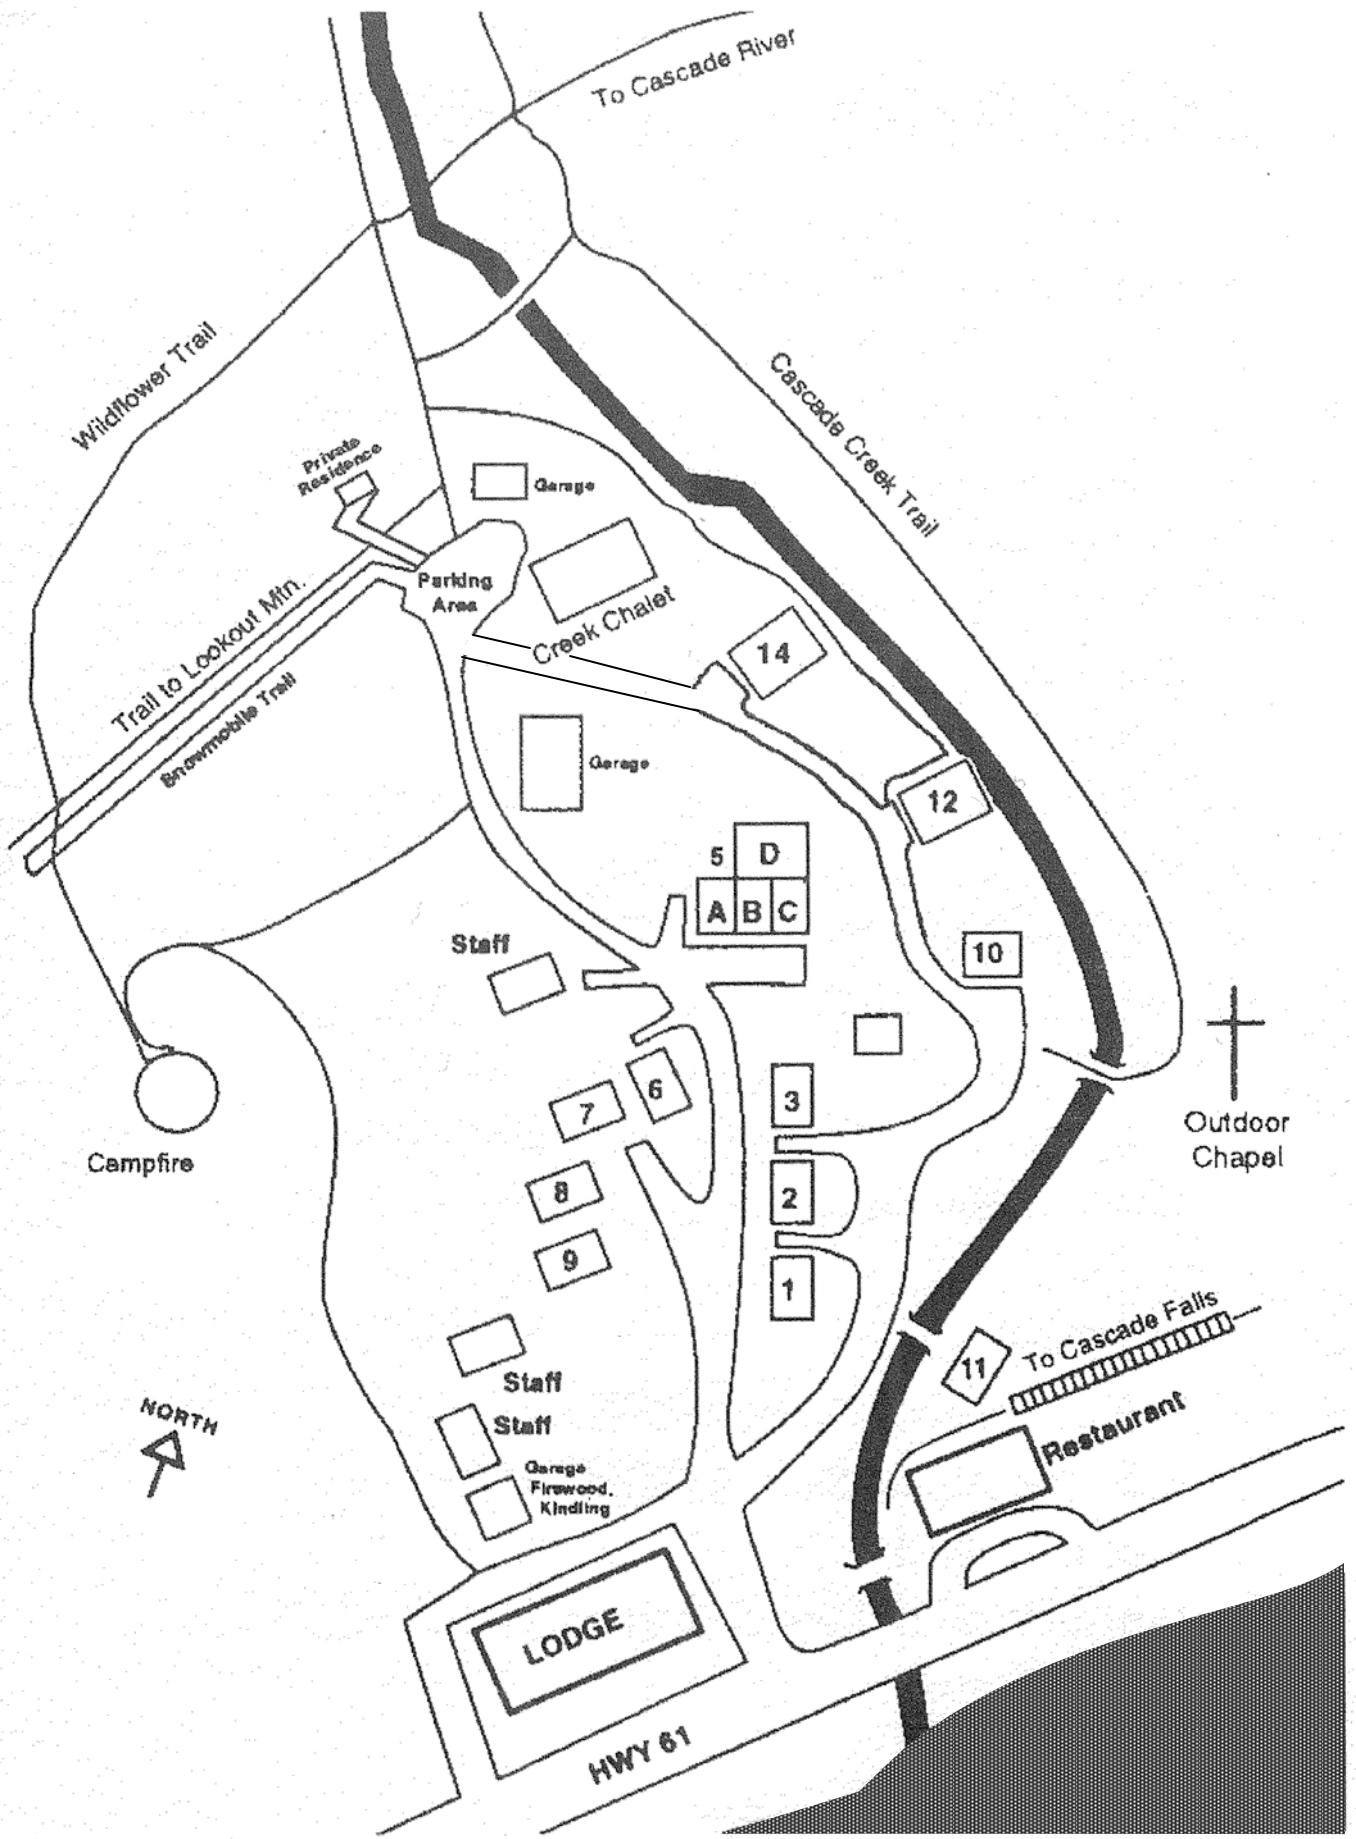 To Cascade River
Wildflower Trail
Cascade Creek Trail
Private
Residence
Garage
Parking
Area
Creek Chalet
Trail to Lookout Mtn.
Snowmobile Trail
14
Garage
12
5
D
A
B
C
Staff
10
6
7
3
Outdoor
Chapel
Campfire
8
2
9
1
To Cascade Falls
11
Staff
Restaurant
NORTH
Staff
Garage
Firewood,
Kindling
LODGE
HWY 61